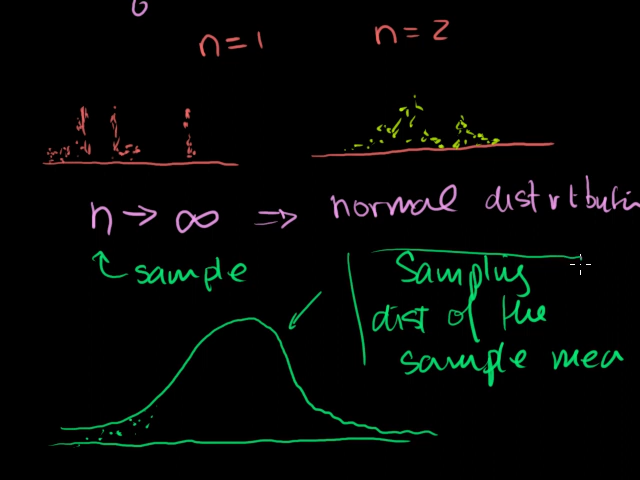 n=1 n=2
n → ∞ ⇒ normal distributi
sample
Sampling
dist of the
sample mea